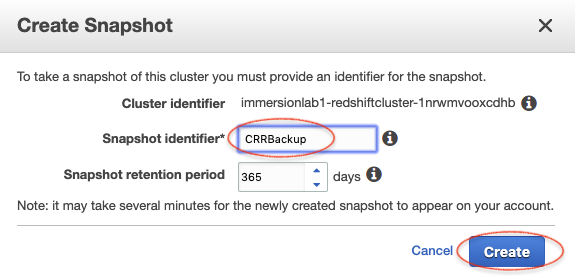 Create Snapshot
To take a snapshot of this cluster you must provide an identifier for the snapshot.
Cluster identifier immersionlab1-redshiftcluster-1nrwmvooxcdhb
Snapshot identifier* CRRBackup
Snapshot retention period 365 days
Note: it may take several minutes for the newly created snapshot to appear on your account.
Cancel Create